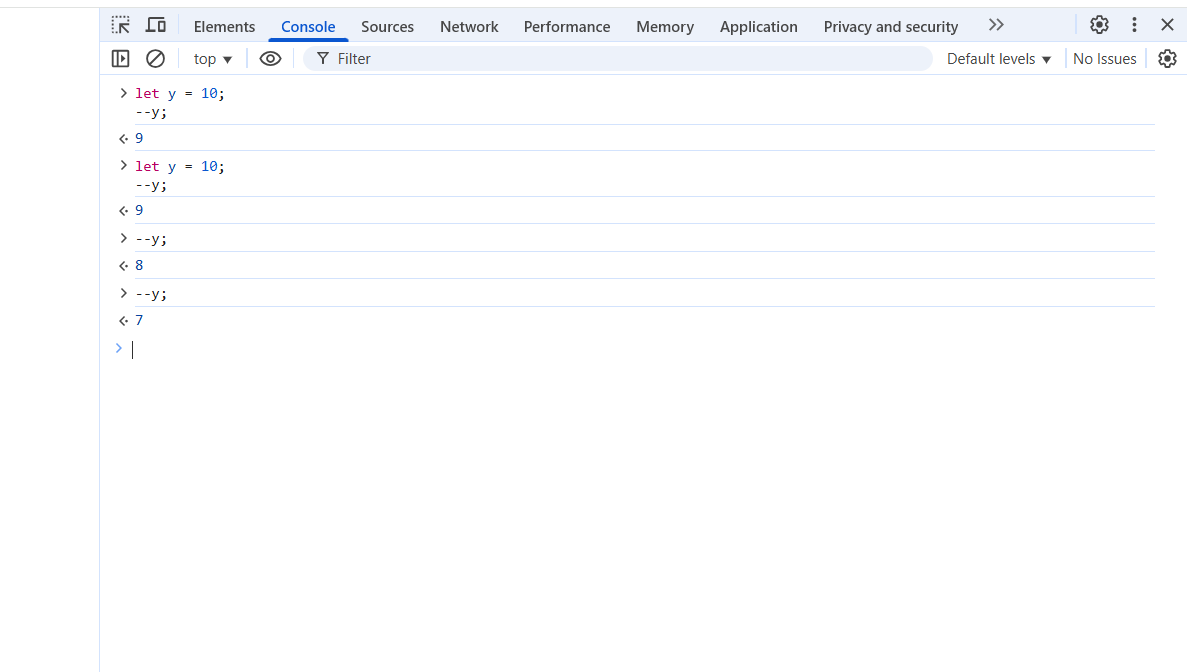 Elements Console Sources Network Performance Memory Application Privacy and security
top Filter Default levels No Issues
let y = 10;
--y;
9
let y = 10;
--y;
9
--y;
8
--y;
7